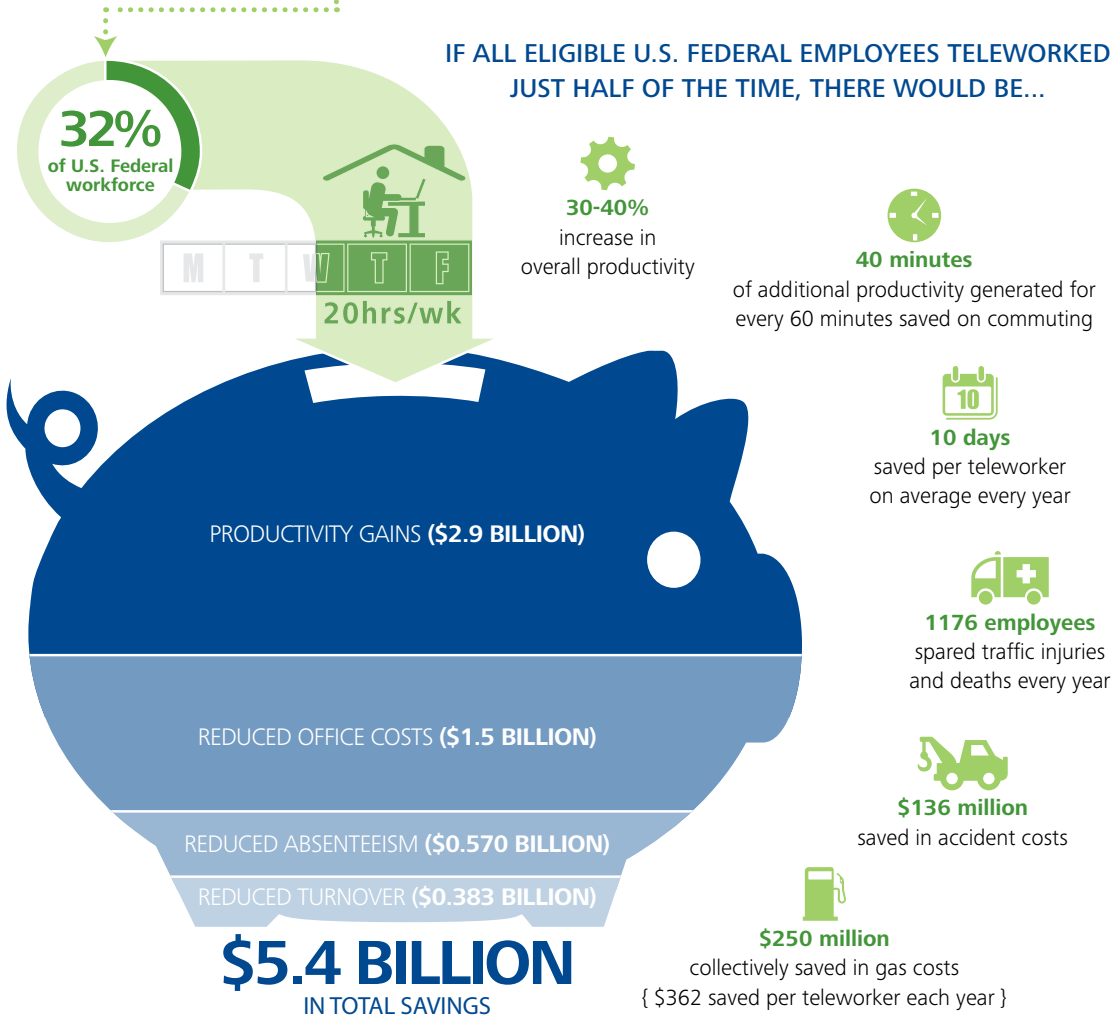 IF ALL ELIGIBLE U.S. FEDERAL EMPLOYEES TELEWORKED
JUST HALF OF THE TIME, THERE WOULD BE...
32%
of U.S. Federal
workforce
M T W T F
20hrs/wk
30-40%
increase in
overall productivity
40 minutes
of additional productivity generated for
every 60 minutes saved on commuting
10
10 days
saved per teleworker
on average every year
1176 employees
spared traffic injuries
and deaths every year
$136 million
saved in accident costs
$250 million
collectively saved in gas costs
{ $362 saved per teleworker each year }
PRODUCTIVITY GAINS ($2.9 BILLION)
REDUCED OFFICE COSTS ($1.5 BILLION)
REDUCED ABSENTEEISM ($0.570 BILLION)
REDUCED TURNOVER ($0.383 BILLION)
$5.4 BILLION
IN TOTAL SAVINGS